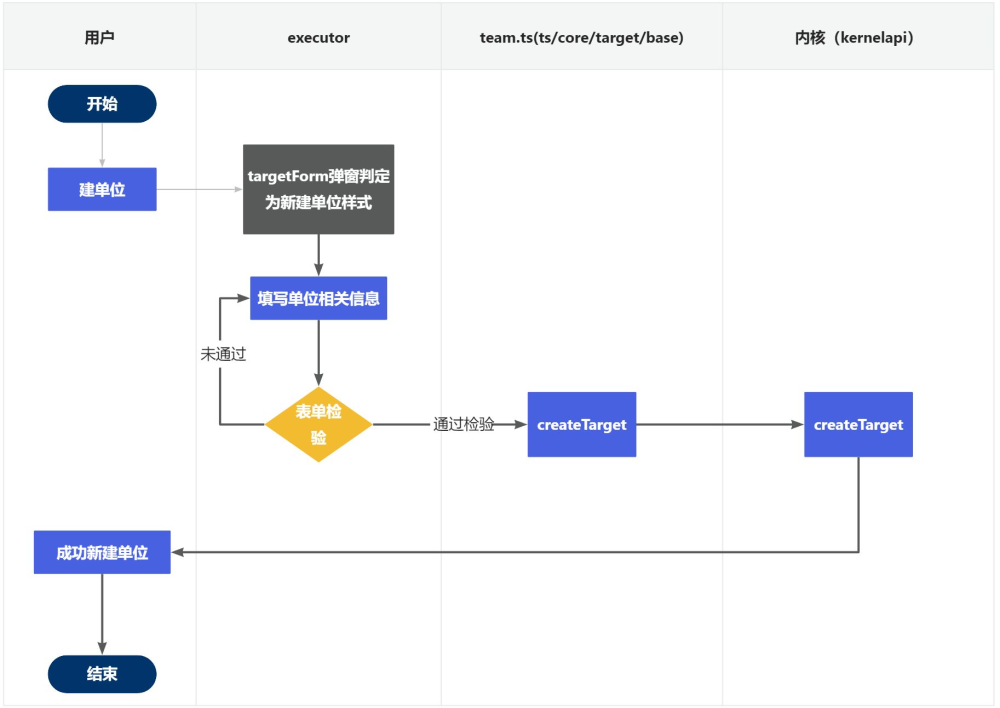 用户
executor
team.ts(ts/core/target/base)
内核（kernelapi）
开始
建单位
targetForm弹窗判定
为新建单位样式
填写单位相关信息
未通过
表单检
验
通过检验
createTarget
createTarget
成功新建单位
结束